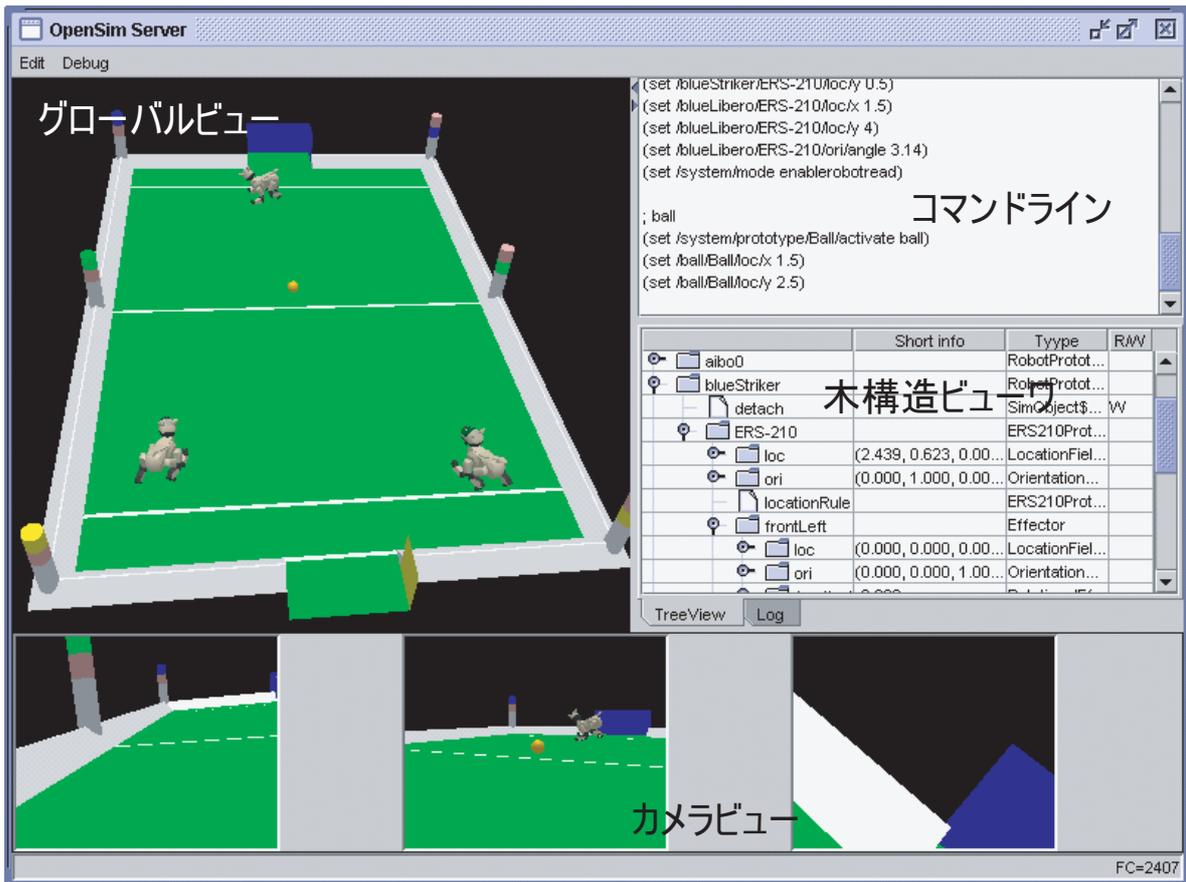 OpenSim Server
Edit Debug
グローバルビュー
(set /blueStriker/ERS-210/loc/y 0.5)
(set /blueLibero/ERS-210/loc/x 1.5)
(set /blueLibero/ERS-210/loc/y 4)
(set /blueLibero/ERS-210/ori/angle 3.14)
(set /system/mode enablerobotread)
コマンドライン
; ball
(set /system/prototype/Ball/activate ball)
(set /ball/Ball/loc/x 1.5)
(set /ball/Ball/loc/y 2.5)
Short info Tyype R/W
aibo0 RobotPrototyp...
blueStriker RobotPrototyp...
木構造ビューワ
detach SimObject$... W
ERS-210 ERS210Prot...
loc (2.439, 0.623, 0.00... LocationFiel...
ori (0.000, 1.000, 0.00... Orientation...
locationRule ERS210Prot...
frontLeft Effector
loc (0.000, 0.000, 0.00... LocationFiel...
ori (0.000, 0.000, 1.00... Orientation...
TreeView Log
カメラビュー
FC=2407